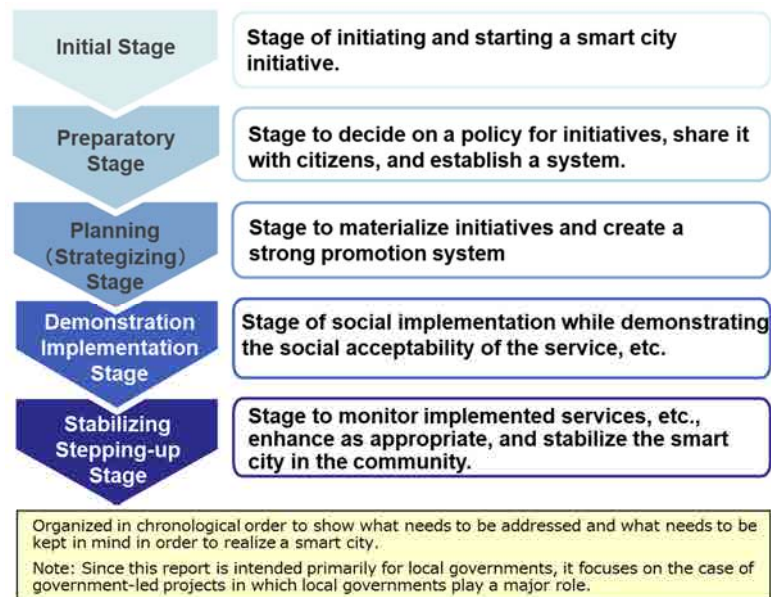 Initial Stage
Stage of initiating and starting a smart city
initiative.
Preparatory
Stage
Stage to decide on a policy for initiatives, share it
with citizens, and establish a system.
Planning
（Strategizing）
Stage
Stage to materialize initiatives and create a
strong promotion system
Demonstration
Implementation
Stage
Stage of social implementation while demonstrating
the social acceptability of the service, etc.
Stabilizing
Stepping-up
Stage
Stage to monitor implemented services, etc.,
enhance as appropriate, and stabilize the smart
city in the community.
Organized in chronological order to show what needs to be addressed and what needs to be
kept in mind in order to realize a smart city.
Note: Since this report is intended primarily for local governments, it focuses on the case of
government-led projects in which local governments play a major role.